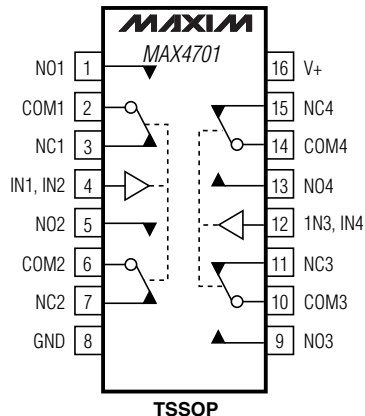 MAXIM
MAX4701
NO1 1
COM1 2
NC1 3
IN1, IN2 4
NO2 5
COM2 6
NC2 7
GND 8
16 V+
15 NC4
14 COM4
13 NO4
12 1N3, IN4
11 NC3
10 COM3
9 NO3
TSSOP